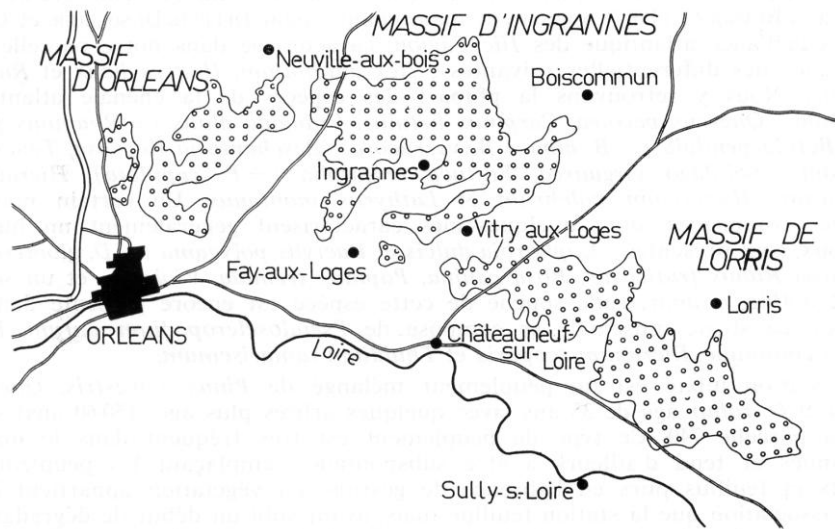 MASSIF
D'ORLEANS
MASSIF D'INGRANNES
Neuville-aux-bois
Boiscommun
Ingrannes
Vitry aux Loges
Fay-aux-Loges
MASSIF DE
LORRIS
Lorris
ORLEANS
Loire
Châteauneuf
sur-
Loire
Sully-s-Loire